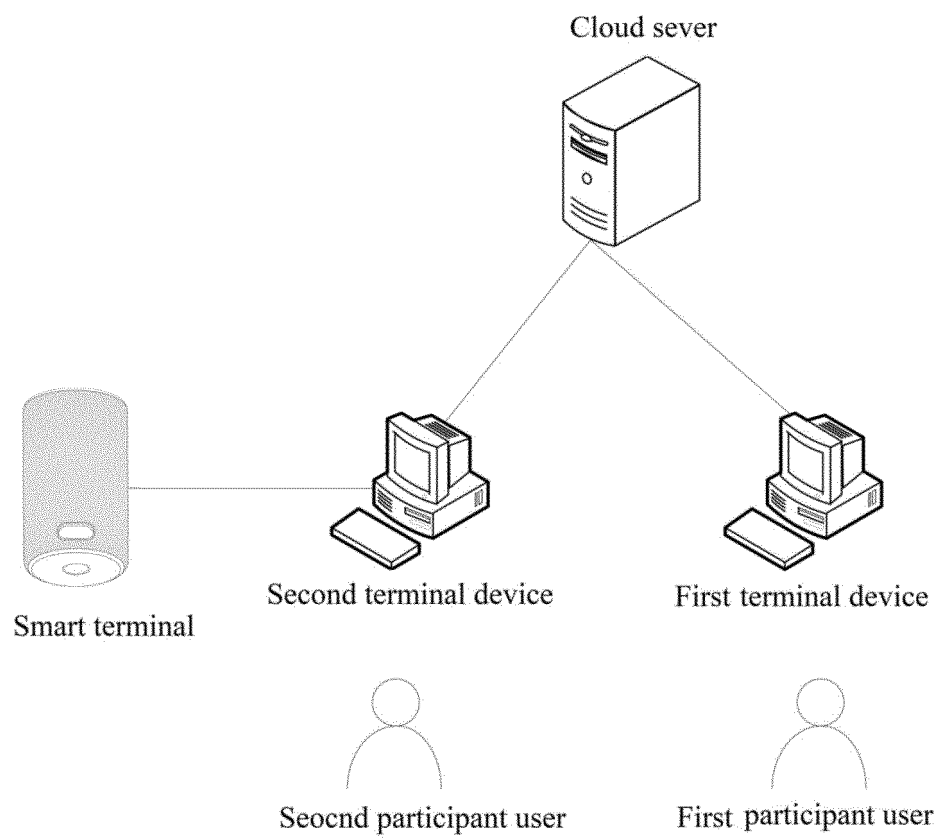 Cloud sever
Second terminal device
First terminal device
Smart terminal
Seocnd participant user
First participant user